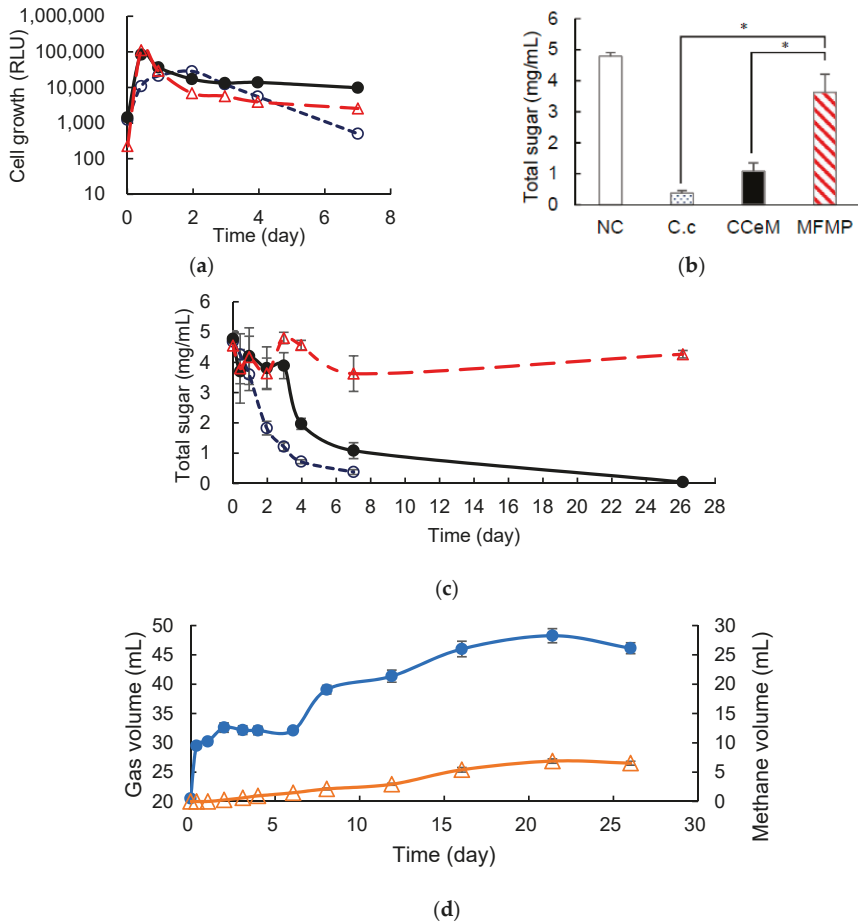 1,000,000
100,000
10,000
1,000
100
10
Cell growth (RLU)
0 2 4 6 8
Time (day)
(a)
6
5
4
3
2
1
0
Total sugar (mg/mL)
* 
*
NC C.c CCeM MFMP
(b)
6
5
4
3
2
1
0
Total sugar (mg/mL)
0 2 4 6 8 10 12 14 16 18 20 22 24 26 28
Time (day)
(c)
50
45
40
35
30
25
20
Gas volume (mL)
30
25
20
15
10
5
0
Methane volume (mL)
0 5 10 15 20 25 30
Time (day)
(d)